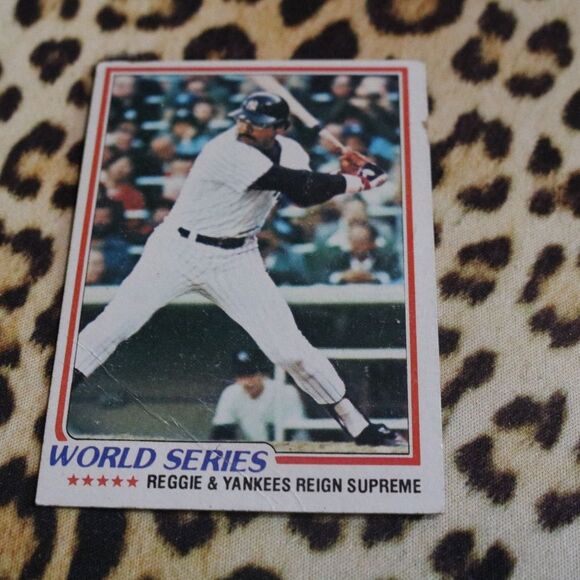 WORLD SERIES
★★★★★ REGGIE & YANKEES REIGN SUPREME